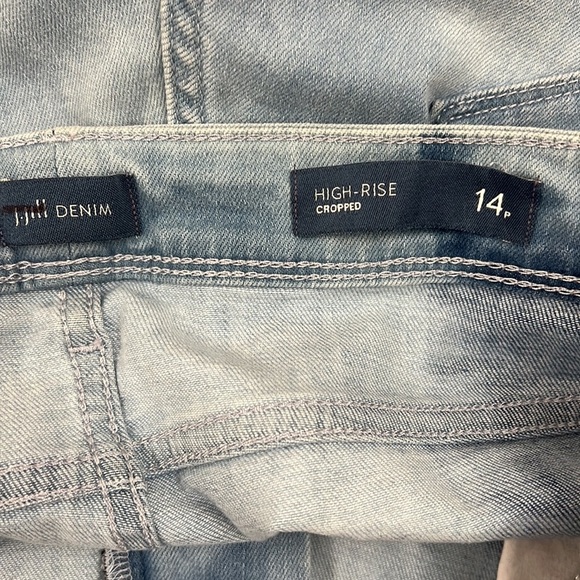 J.Jill DENIM
HIGH-RISE
CROPPED
14P